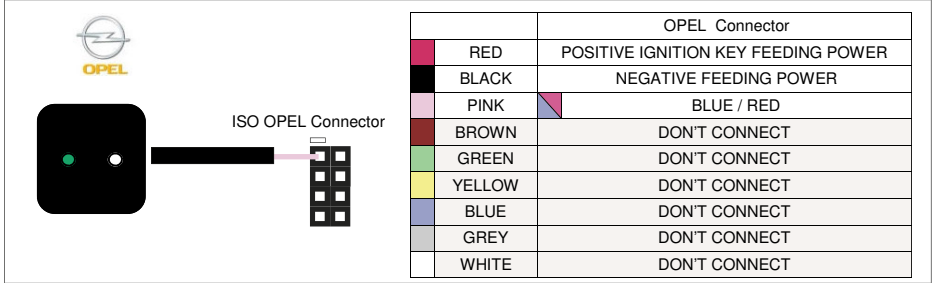 OPEL
ISO OPEL Connector
OPEL Connector
RED POSITIVE IGNITION KEY FEEDING POWER
BLACK NEGATIVE FEEDING POWER
PINK BLUE / RED
BROWN DON'T CONNECT
GREEN DON'T CONNECT
YELLOW DON'T CONNECT
BLUE DON'T CONNECT
GREY DON'T CONNECT
WHITE DON'T CONNECT